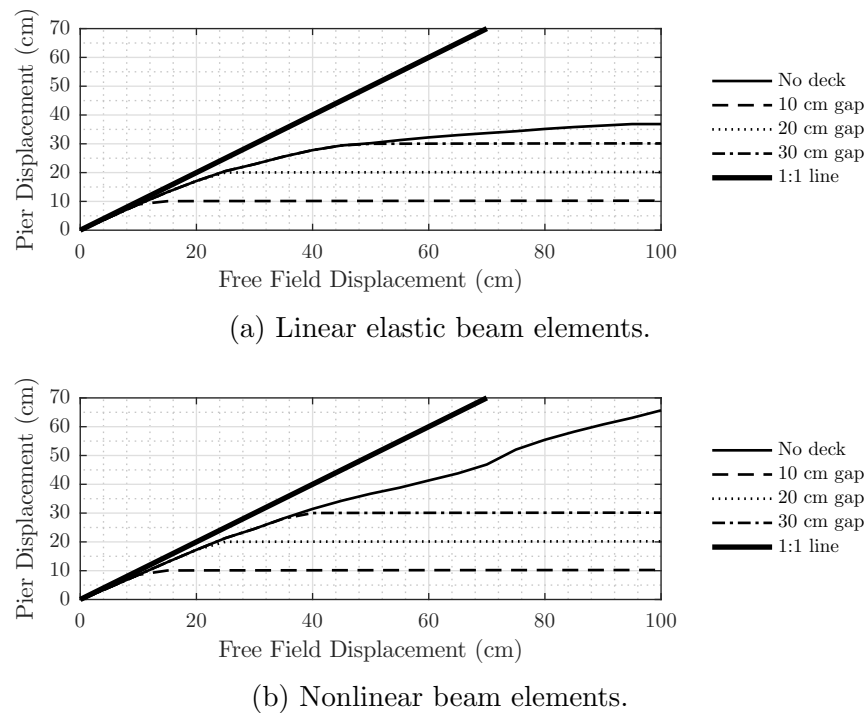 70
60
50
40
30
20
10
0
Pier Displacement (cm)
0 20 40 60 80 100
Free Field Displacement (cm)
No deck
10 cm gap
20 cm gap
30 cm gap
1:1 line
(a) Linear elastic beam elements.
70
60
50
40
30
20
10
0
Pier Displacement (cm)
0 20 40 60 80 100
Free Field Displacement (cm)
No deck
10 cm gap
20 cm gap
30 cm gap
1:1 line
(b) Nonlinear beam elements.